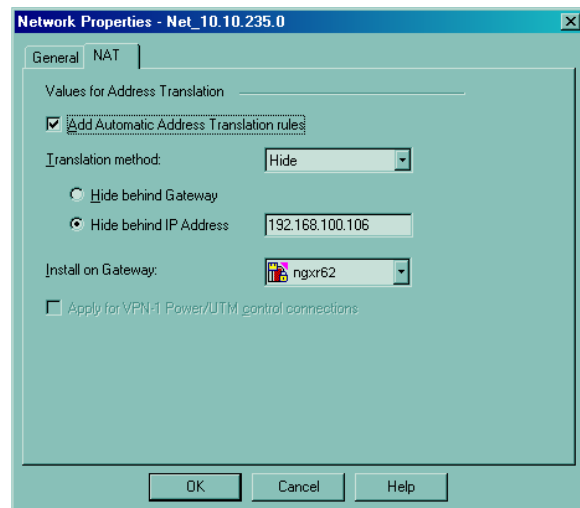 Network Properties - Net_10.10.235.0
General NAT
Values for Address Translation
Add Automatic Address Translation rules
Translation method: Hide
Hide behind Gateway
Hide behind IP Address 192.168.100.106
Install on Gateway: ngxr62
Apply for VPN-1 Power/UTM control connections
OK Cancel Help